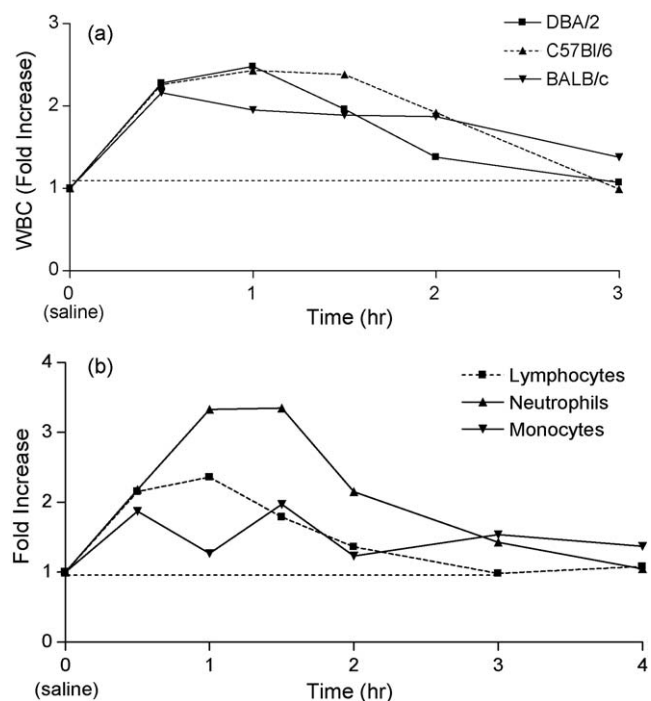 (a)
DBA/2
C57Bl/6
BALB/c
WBC (Fold Increase)
3
2
1
0
0 1 2 3
(saline)
Time (hr)
(b)
Lymphocytes
Neutrophils
Monocytes
Fold Increase
4
3
2
1
0
0 1 2 3 4
(saline)
Time (hr)